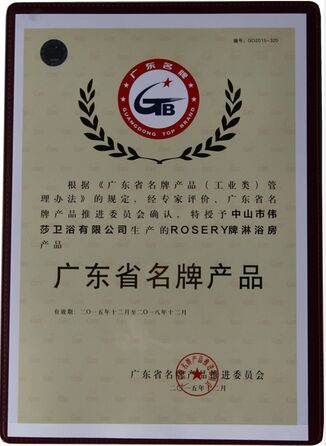 编号：GD2015-320
广东名牌
GTB
GUANGDONG TOP BRAND
根据《广东省名牌产品（工业类）管
理办法》的规定，经专家评价、广东省名
牌产品推进委员会确认，特授予中山市伟
莎卫浴有限公司生产的ROSERY牌淋浴房
产品
广东省名牌产品
有效期：二〇一五年十二月至二〇一八年十二月
广东省名牌产品推进委员会
二〇一五年十二月